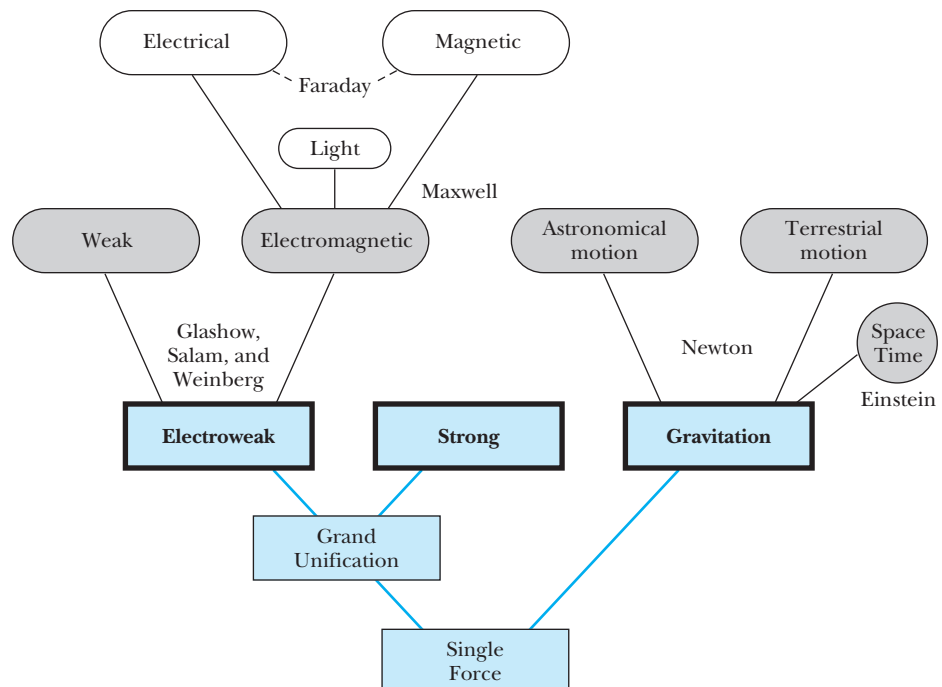 Electrical
Magnetic
Faraday
Light
Maxwell
Weak
Electromagnetic
Astronomical
motion
Terrestrial
motion
Glashow,
Salam, and
Weinberg
Newton
Space
Time
Einstein
Electroweak
Strong
Gravitation
Grand
Unification
Single
Force